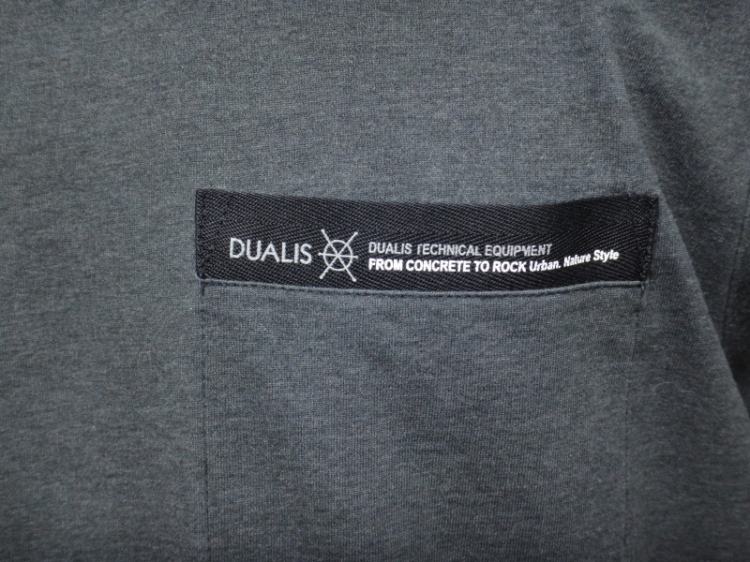 DUALIS
DUALIS TECHNICAL EQUIPMENT
FROM CONCRETE TO ROCK Urban. Nature Style